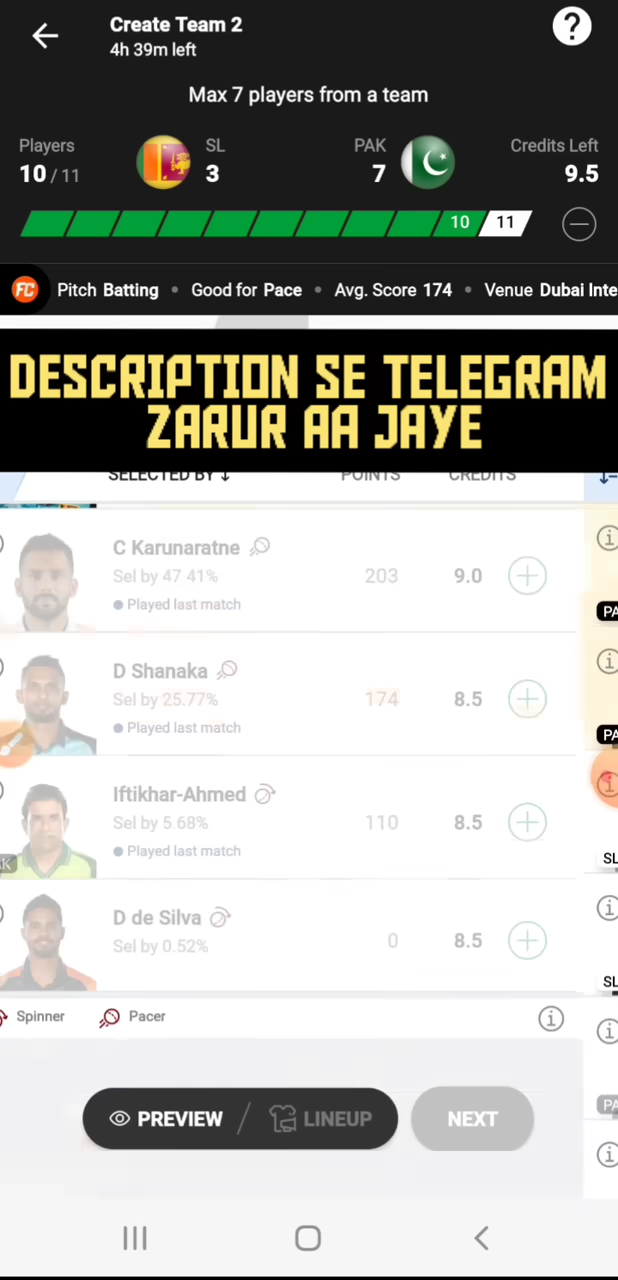 Create Team 2
4h 39m left
Max 7 players from a team
Players SL PAK Credits Left
10 / 11 3 7 9.5
10 11
FC Pitch Batting • Good for Pace • Avg. Score 174 • Venue Dubai Inte
DESCRIPTION SE TELEGRAM
ZARUR AA JAYE
SELECTED BY ↓ POINTS CREDITS
C Karunaratne
Sel by 47 41% 203 9.0
Played last match
PA
D Shanaka
Sel by 25.77% 174 8.5
Played last match
PA
Iftikhar-Ahmed
Sel by 5.68% 110 8.5
Played last match
K SL
D de Silva
Sel by 0.52% 0 8.5
SL
Spinner Pacer
PREVIEW / LINEUP NEXT
PA